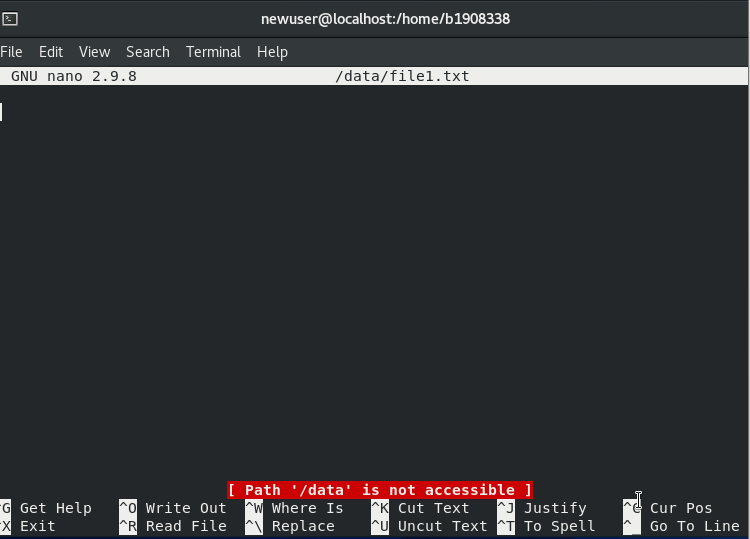 newuser@localhost:/home/b1908338
File Edit View Search Terminal Help
GNU nano 2.9.8 /data/file1.txt
[ Path '/data' is not accessible ]
^G Get Help ^O Write Out ^W Where Is ^K Cut Text ^J Justify ^C Cur Pos
^X Exit ^R Read File ^\ Replace ^U Uncut Text ^T To Spell ^_ Go To Line